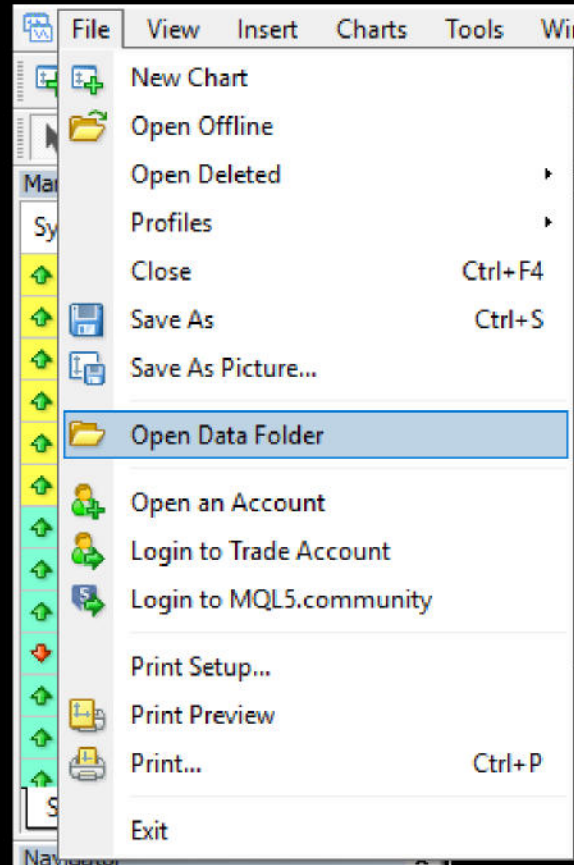 File View Insert Charts Tools
New Chart
Open Offline
Open Deleted
Profiles
Close Ctrl+F4
Save As Ctrl+S
Save As Picture...
Open Data Folder
Open an Account
Login to Trade Account
Login to MQL5.community
Print Setup...
Print Preview
Print... Ctrl+P
Exit